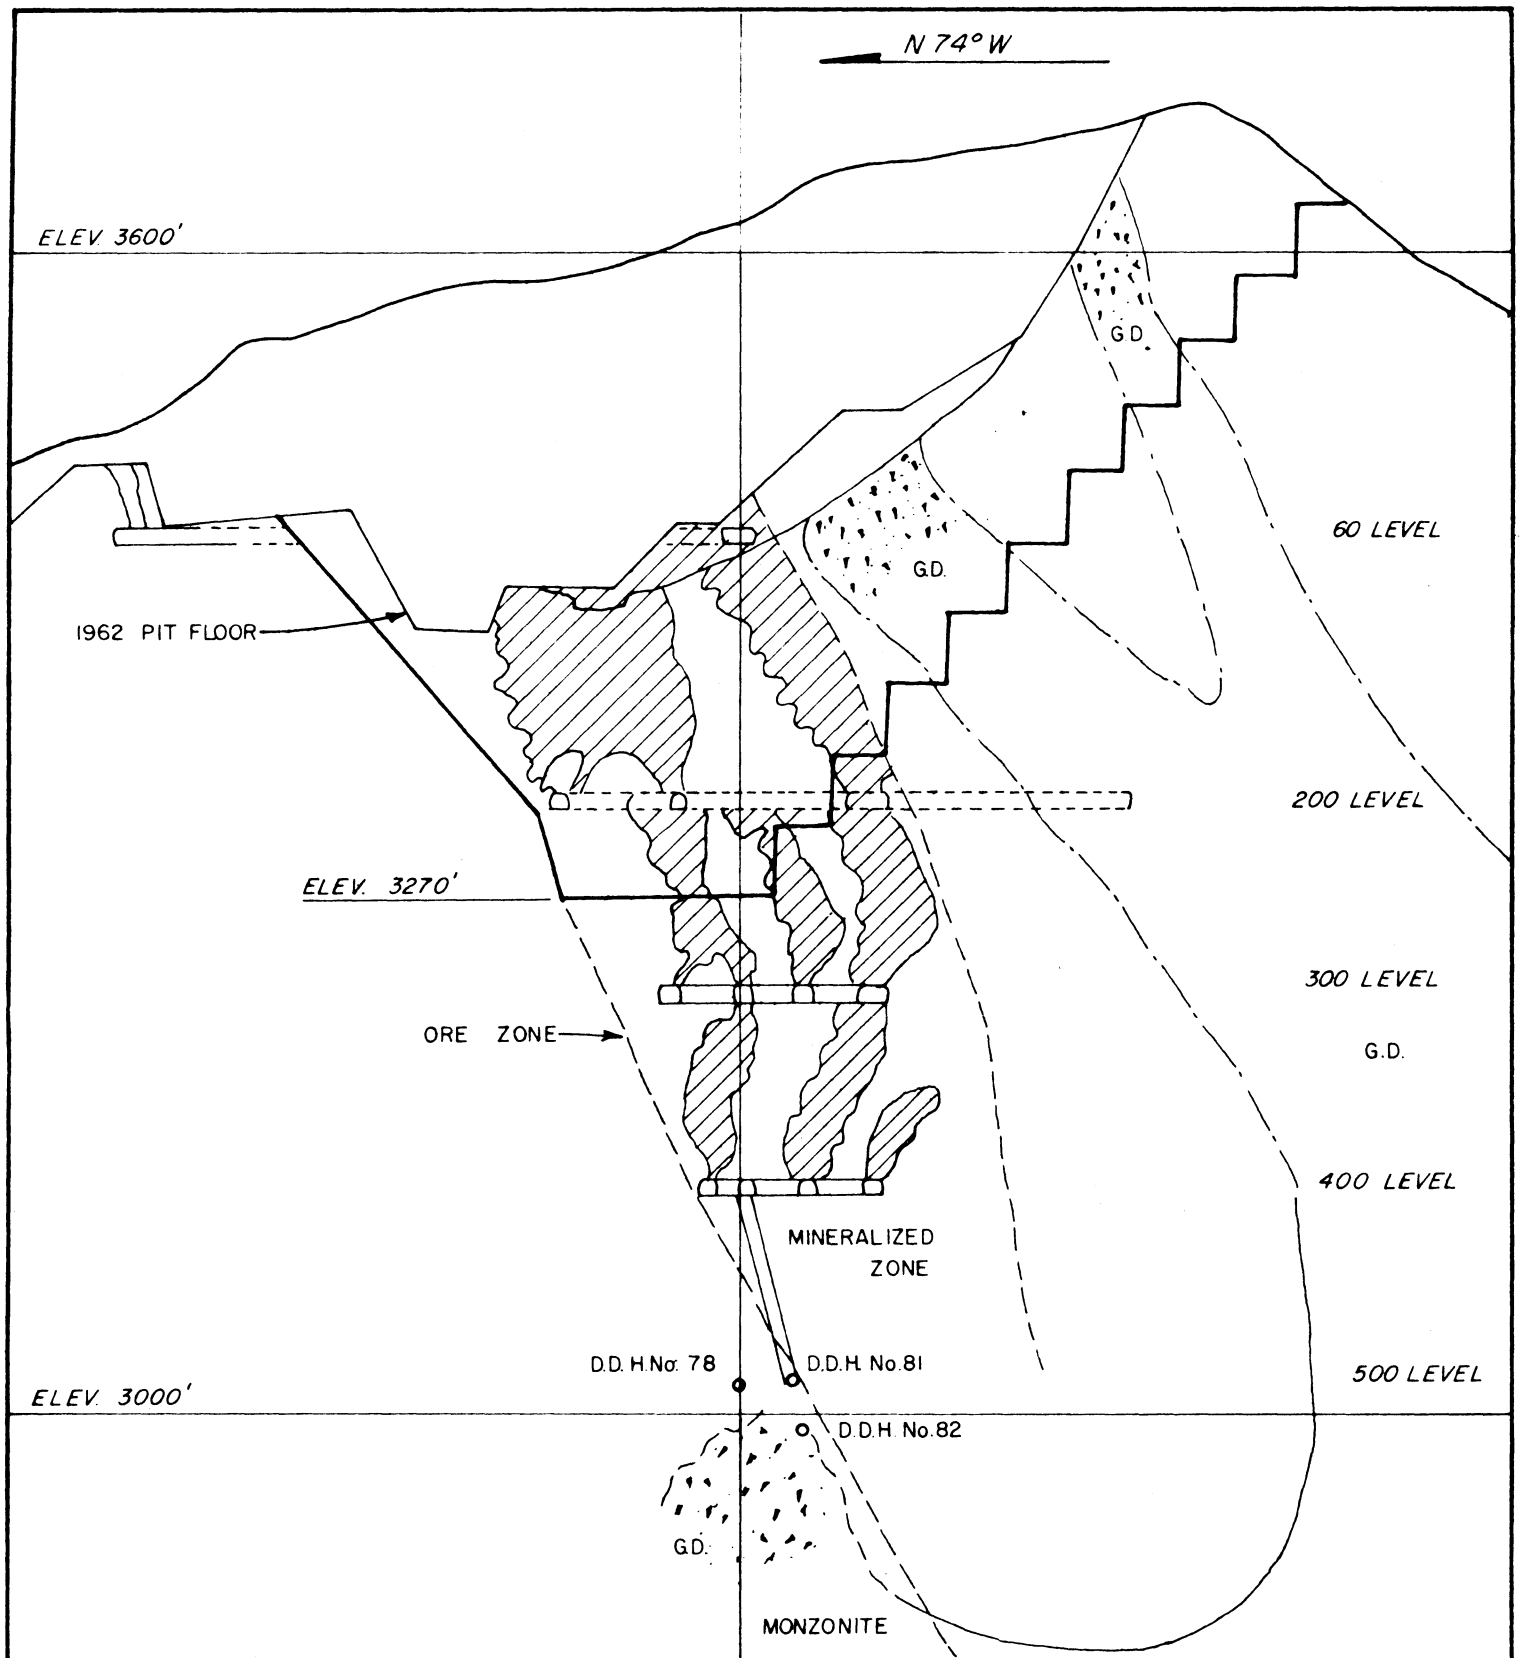 N 74° W
ELEV. 3600'
G.D.
60 LEVEL
G.D.
1962 PIT FLOOR
200 LEVEL
ELEV. 3270'
300 LEVEL
ORE ZONE
G.D.
400 LEVEL
MINERALIZED
ZONE
D.D.H. No. 78
D.D.H. No. 81
500 LEVEL
ELEV. 3000'
D.D.H. No. 82
G.D.
MONZONITE